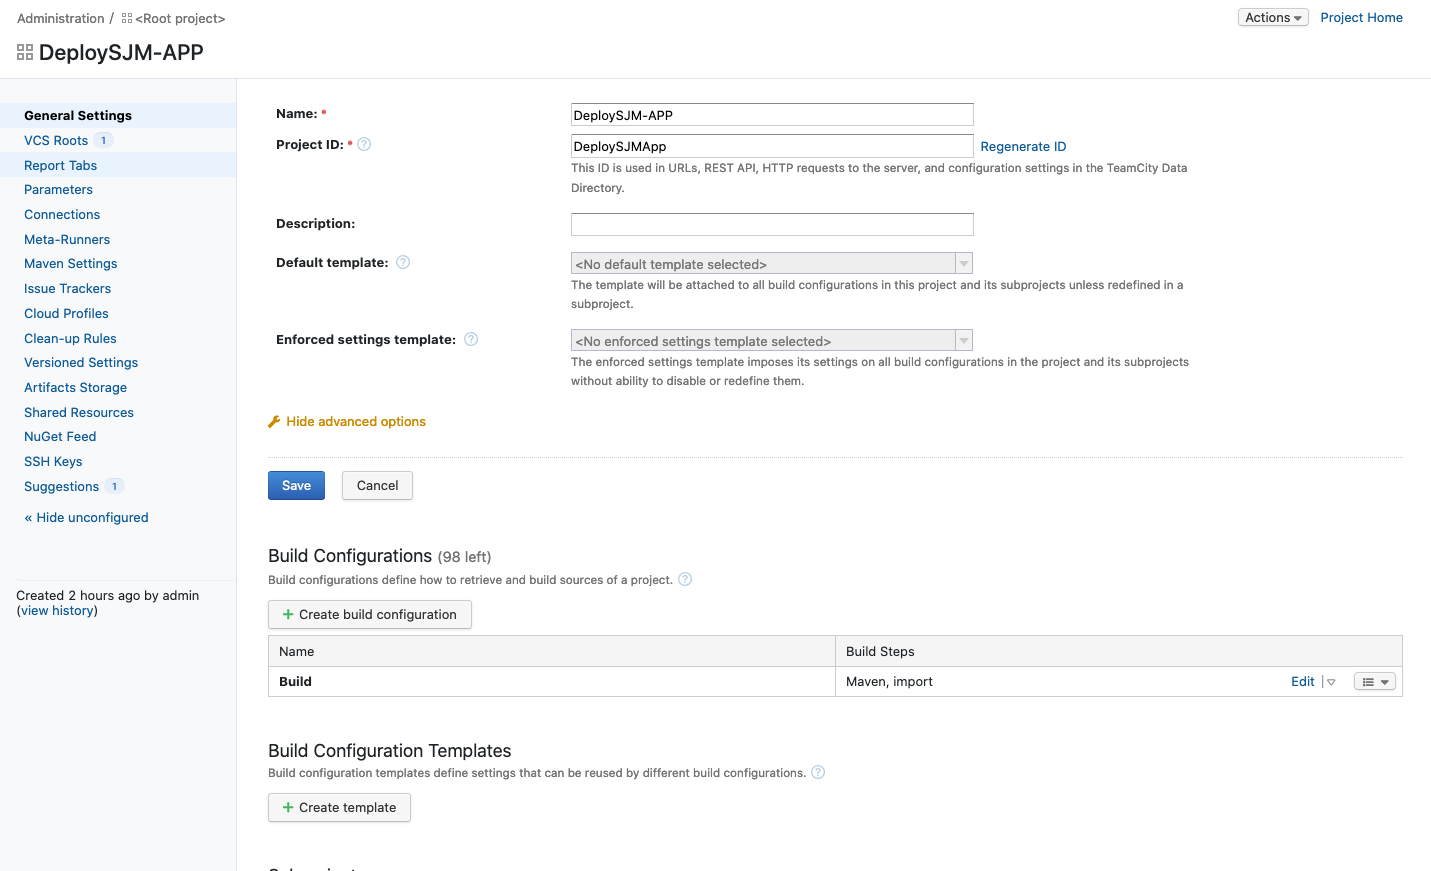 Administration / <Root project>
Actions
Project Home
DeploySJM-APP
General Settings
VCS Roots 1
Report Tabs
Parameters
Connections
Meta-Runners
Maven Settings
Issue Trackers
Cloud Profiles
Clean-up Rules
Versioned Settings
Artifacts Storage
Shared Resources
NuGet Feed
SSH Keys
Suggestions 1
« Hide unconfigured
Created 2 hours ago by admin
(view history)
Name: * DeploySJM-APP
Project ID: * ? DeploySJMApp Regenerate ID
This ID is used in URLs, REST API, HTTP requests to the server, and configuration settings in the TeamCity Data
Directory.
Description:
Default template: ? <No default template selected>
The template will be attached to all build configurations in this project and its subprojects unless redefined in a
subproject.
Enforced settings template: ? <No enforced settings template selected>
The enforced settings template imposes its settings on all build configurations in the project and its subprojects
without ability to disable or redefine them.
Hide advanced options
Save Cancel
Build Configurations (98 left)
Build configurations define how to retrieve and build sources of a project. ?
+ Create build configuration
Name Build Steps
Build Maven, import Edit
Build Configuration Templates
Build configuration templates define settings that can be reused by different build configurations. ?
+ Create template